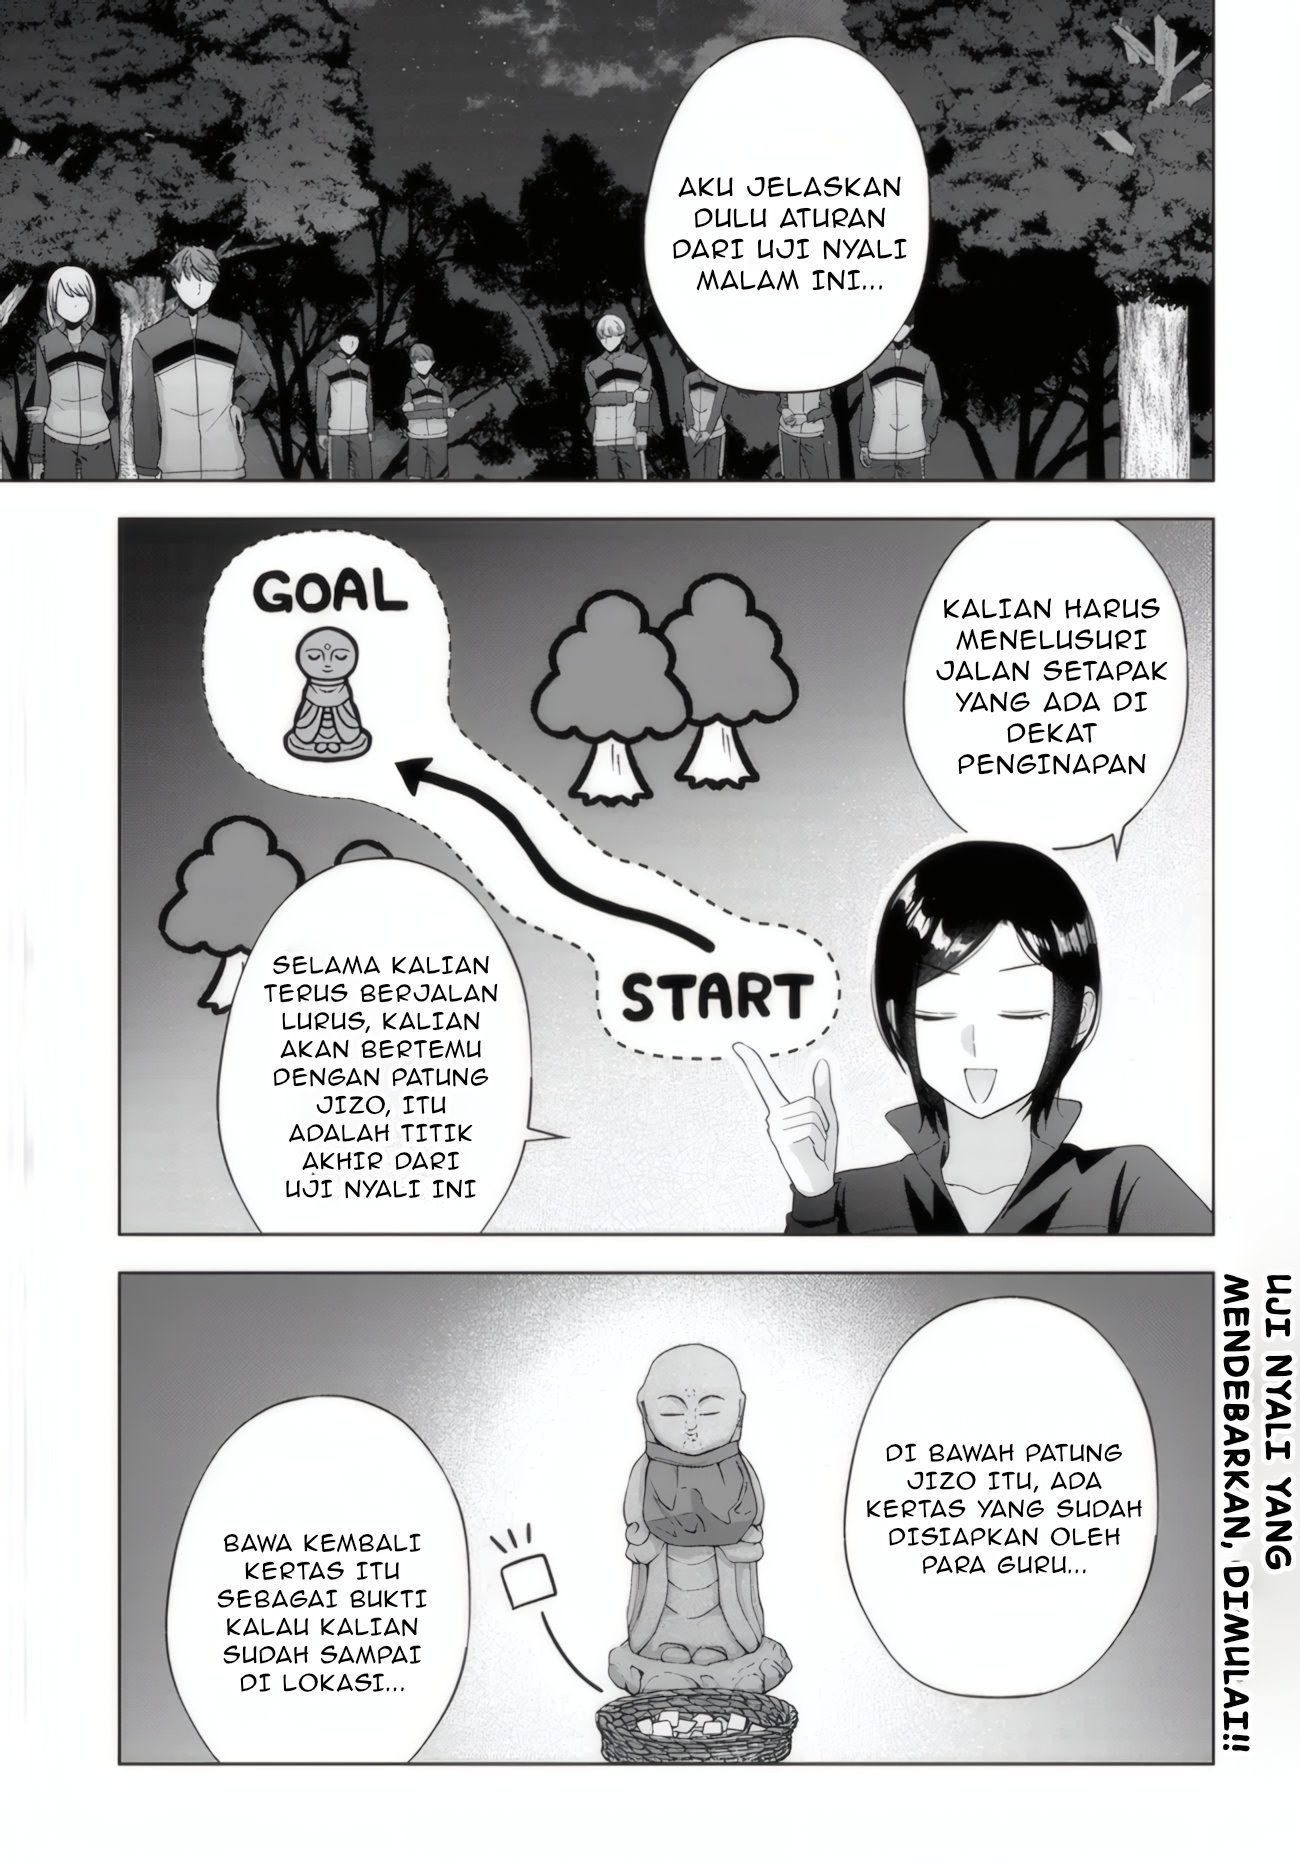 AKU JELASKAN
DULU ATURAN
DARI UJI NYALI
MALAM INI...
KALIAN HARUS
MENELUSURI
JALAN SETAPAK
YANG ADA DI
DEKAT
PENGINAPAN
GOAL
START
SELAMA KALIAN
TERUS BERJALAN
LURUS, KALIAN
AKAN BERTEMU
DENGAN PATUNG
JIZO, ITU
ADALAH TITIK
AKHIR DARI
UJI NYALI INI
UJI NYALI YANG
MENDEBARKAN, DIMULAI!!
DI BAWAH PATUNG
JIZO ITU, ADA
KERTAS YANG SUDAH
DISIAPKAN OLEH
PARA GURU...
BAWA KEMBALI
KERTAS ITU
SEBAGAI BUKTI
KALAU KALIAN
SUDAH SAMPAI
DI LOKASI...